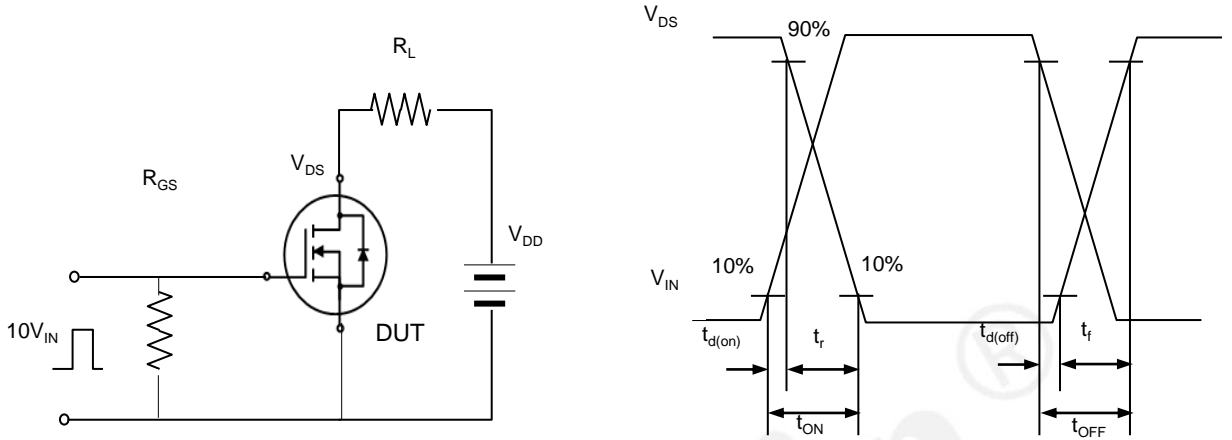 R_L
V_DS
R_GS
V_DD
10V_IN
DUT
V_DS
90%
10%
10%
V_IN
t_d(on)
t_r
t_d(off)
t_f
t_ON
t_OFF
®